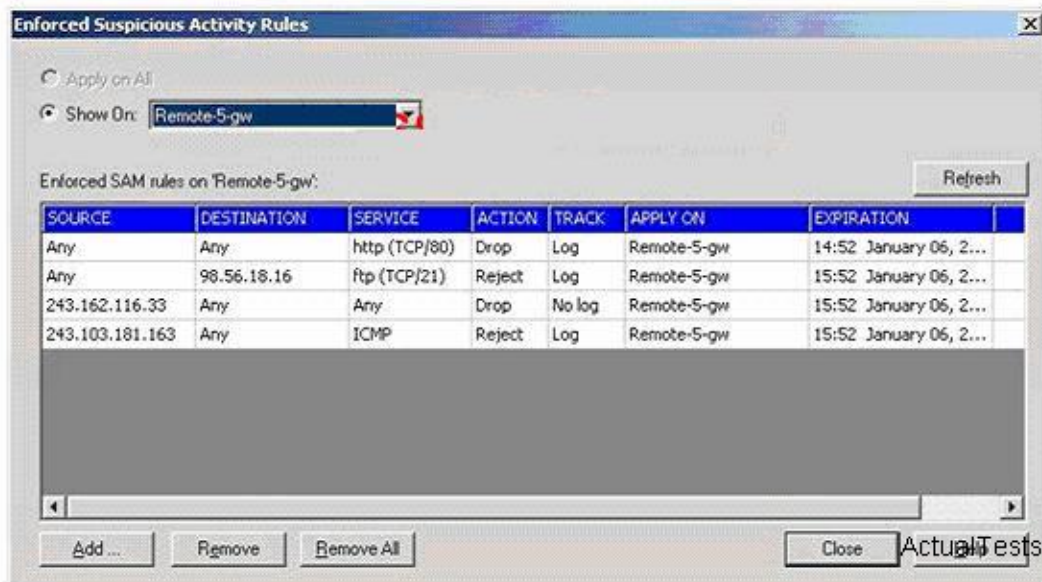 Enforced Suspicious Activity Rules
Apply on All
Show On: Remote-5-gw
Enforced SAM rules on 'Remote-5-gw':
Refresh
SOURCE DESTINATION SERVICE ACTION TRACK APPLY ON EXPIRATION
Any Any http (TCP/80) Drop Log Remote-5-gw 14:52 January 06, 2...
Any 98.56.18.16 ftp (TCP/21) Reject Log Remote-5-gw 15:52 January 06, 2...
243.162.116.33 Any Any Drop No log Remote-5-gw 15:52 January 06, 2...
243.103.181.163 Any ICMP Reject Log Remote-5-gw 15:52 January 06, 2...
Add ... Remove Remove All Close ActualTests